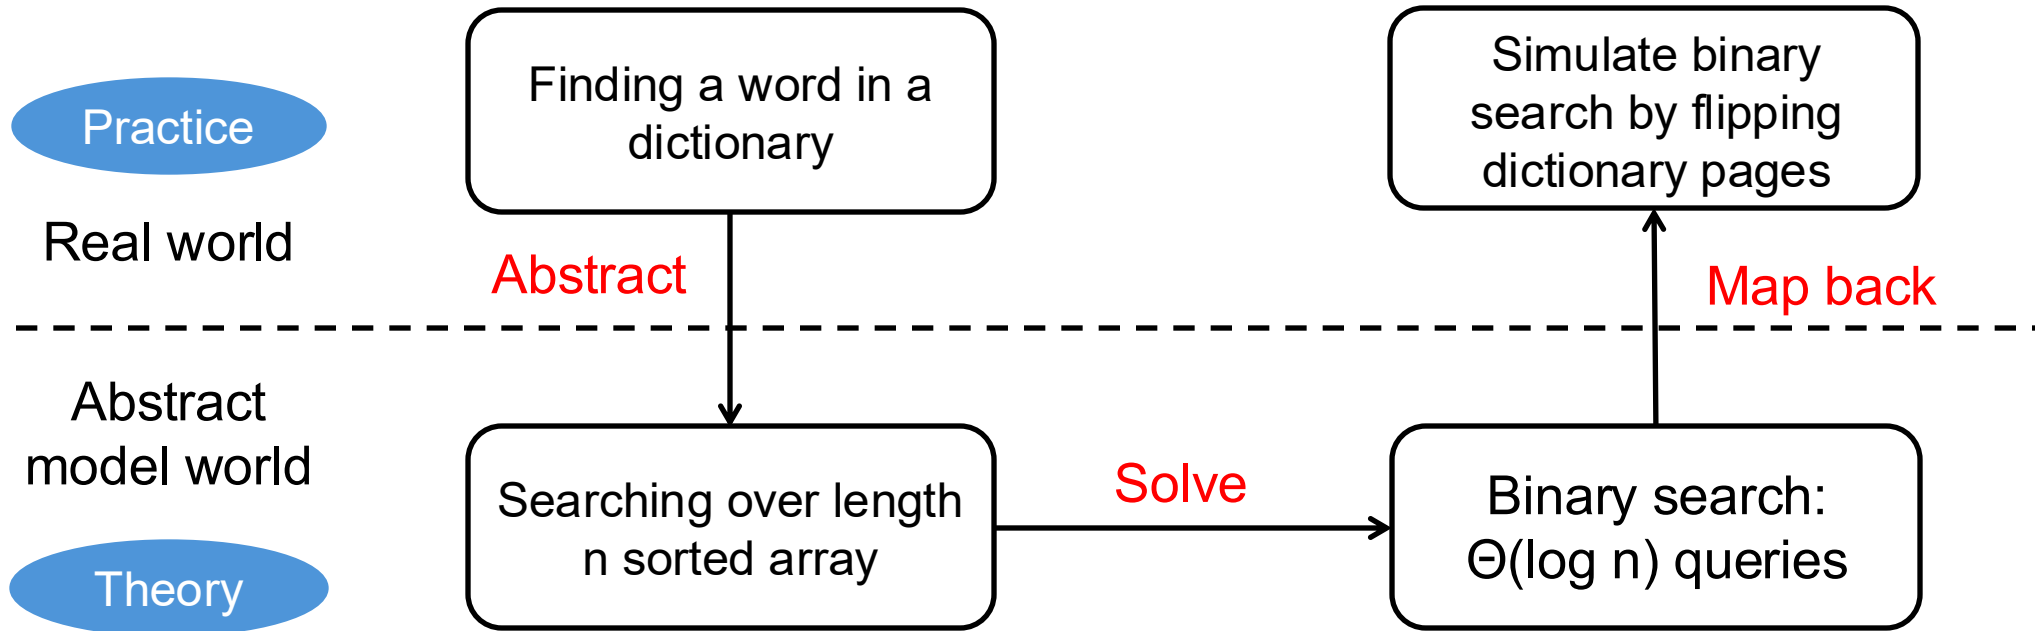 Practice
Real world
Finding a word in a
dictionary
Simulate binary
search by flipping
dictionary pages
Abstract
Map back
Abstract
model world
Theory
Searching over length
n sorted array
Solve
Binary search:
Θ(log n) queries